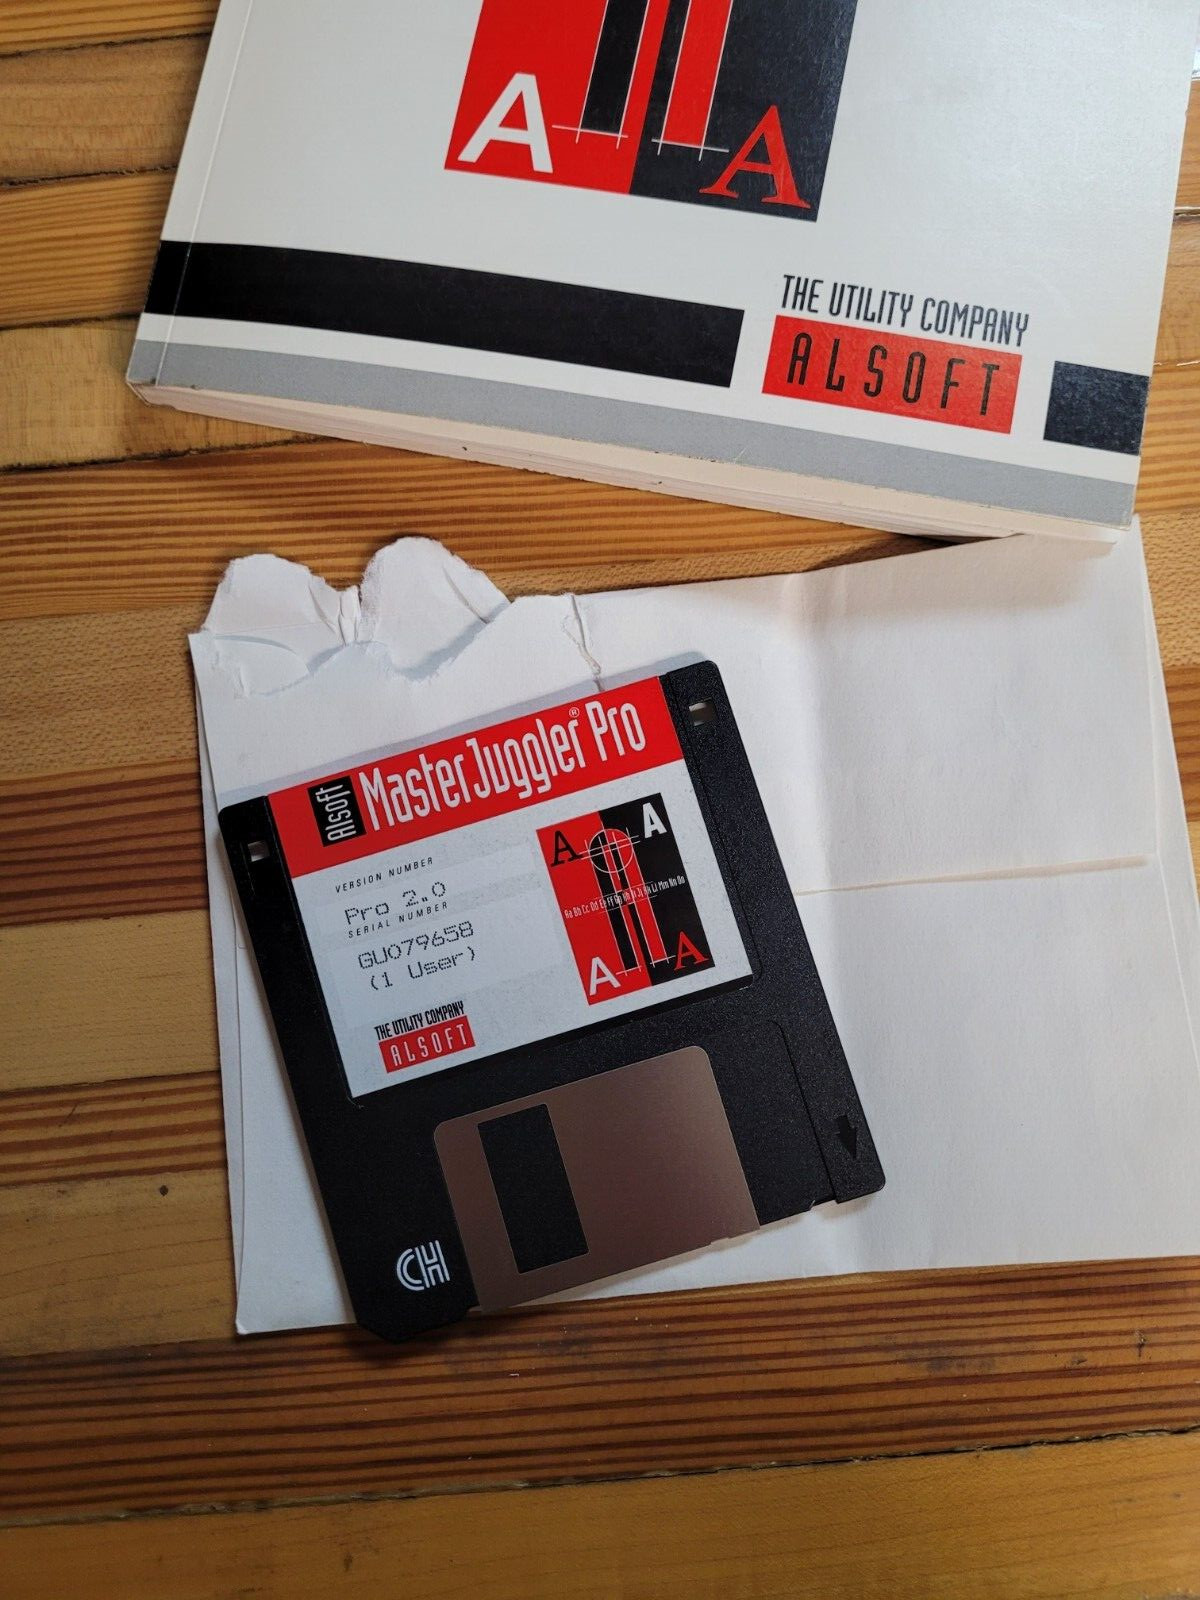 A
A
THE UTILITY COMPANY
ALSOFT
Alsoft
MasterJuggler® Pro
VERSION NUMBER
Pro 2.0
SERIAL NUMBER
GU079658
(1 User)
THE UTILITY COMPANY
ALSOFT
A
A
A
A
CH